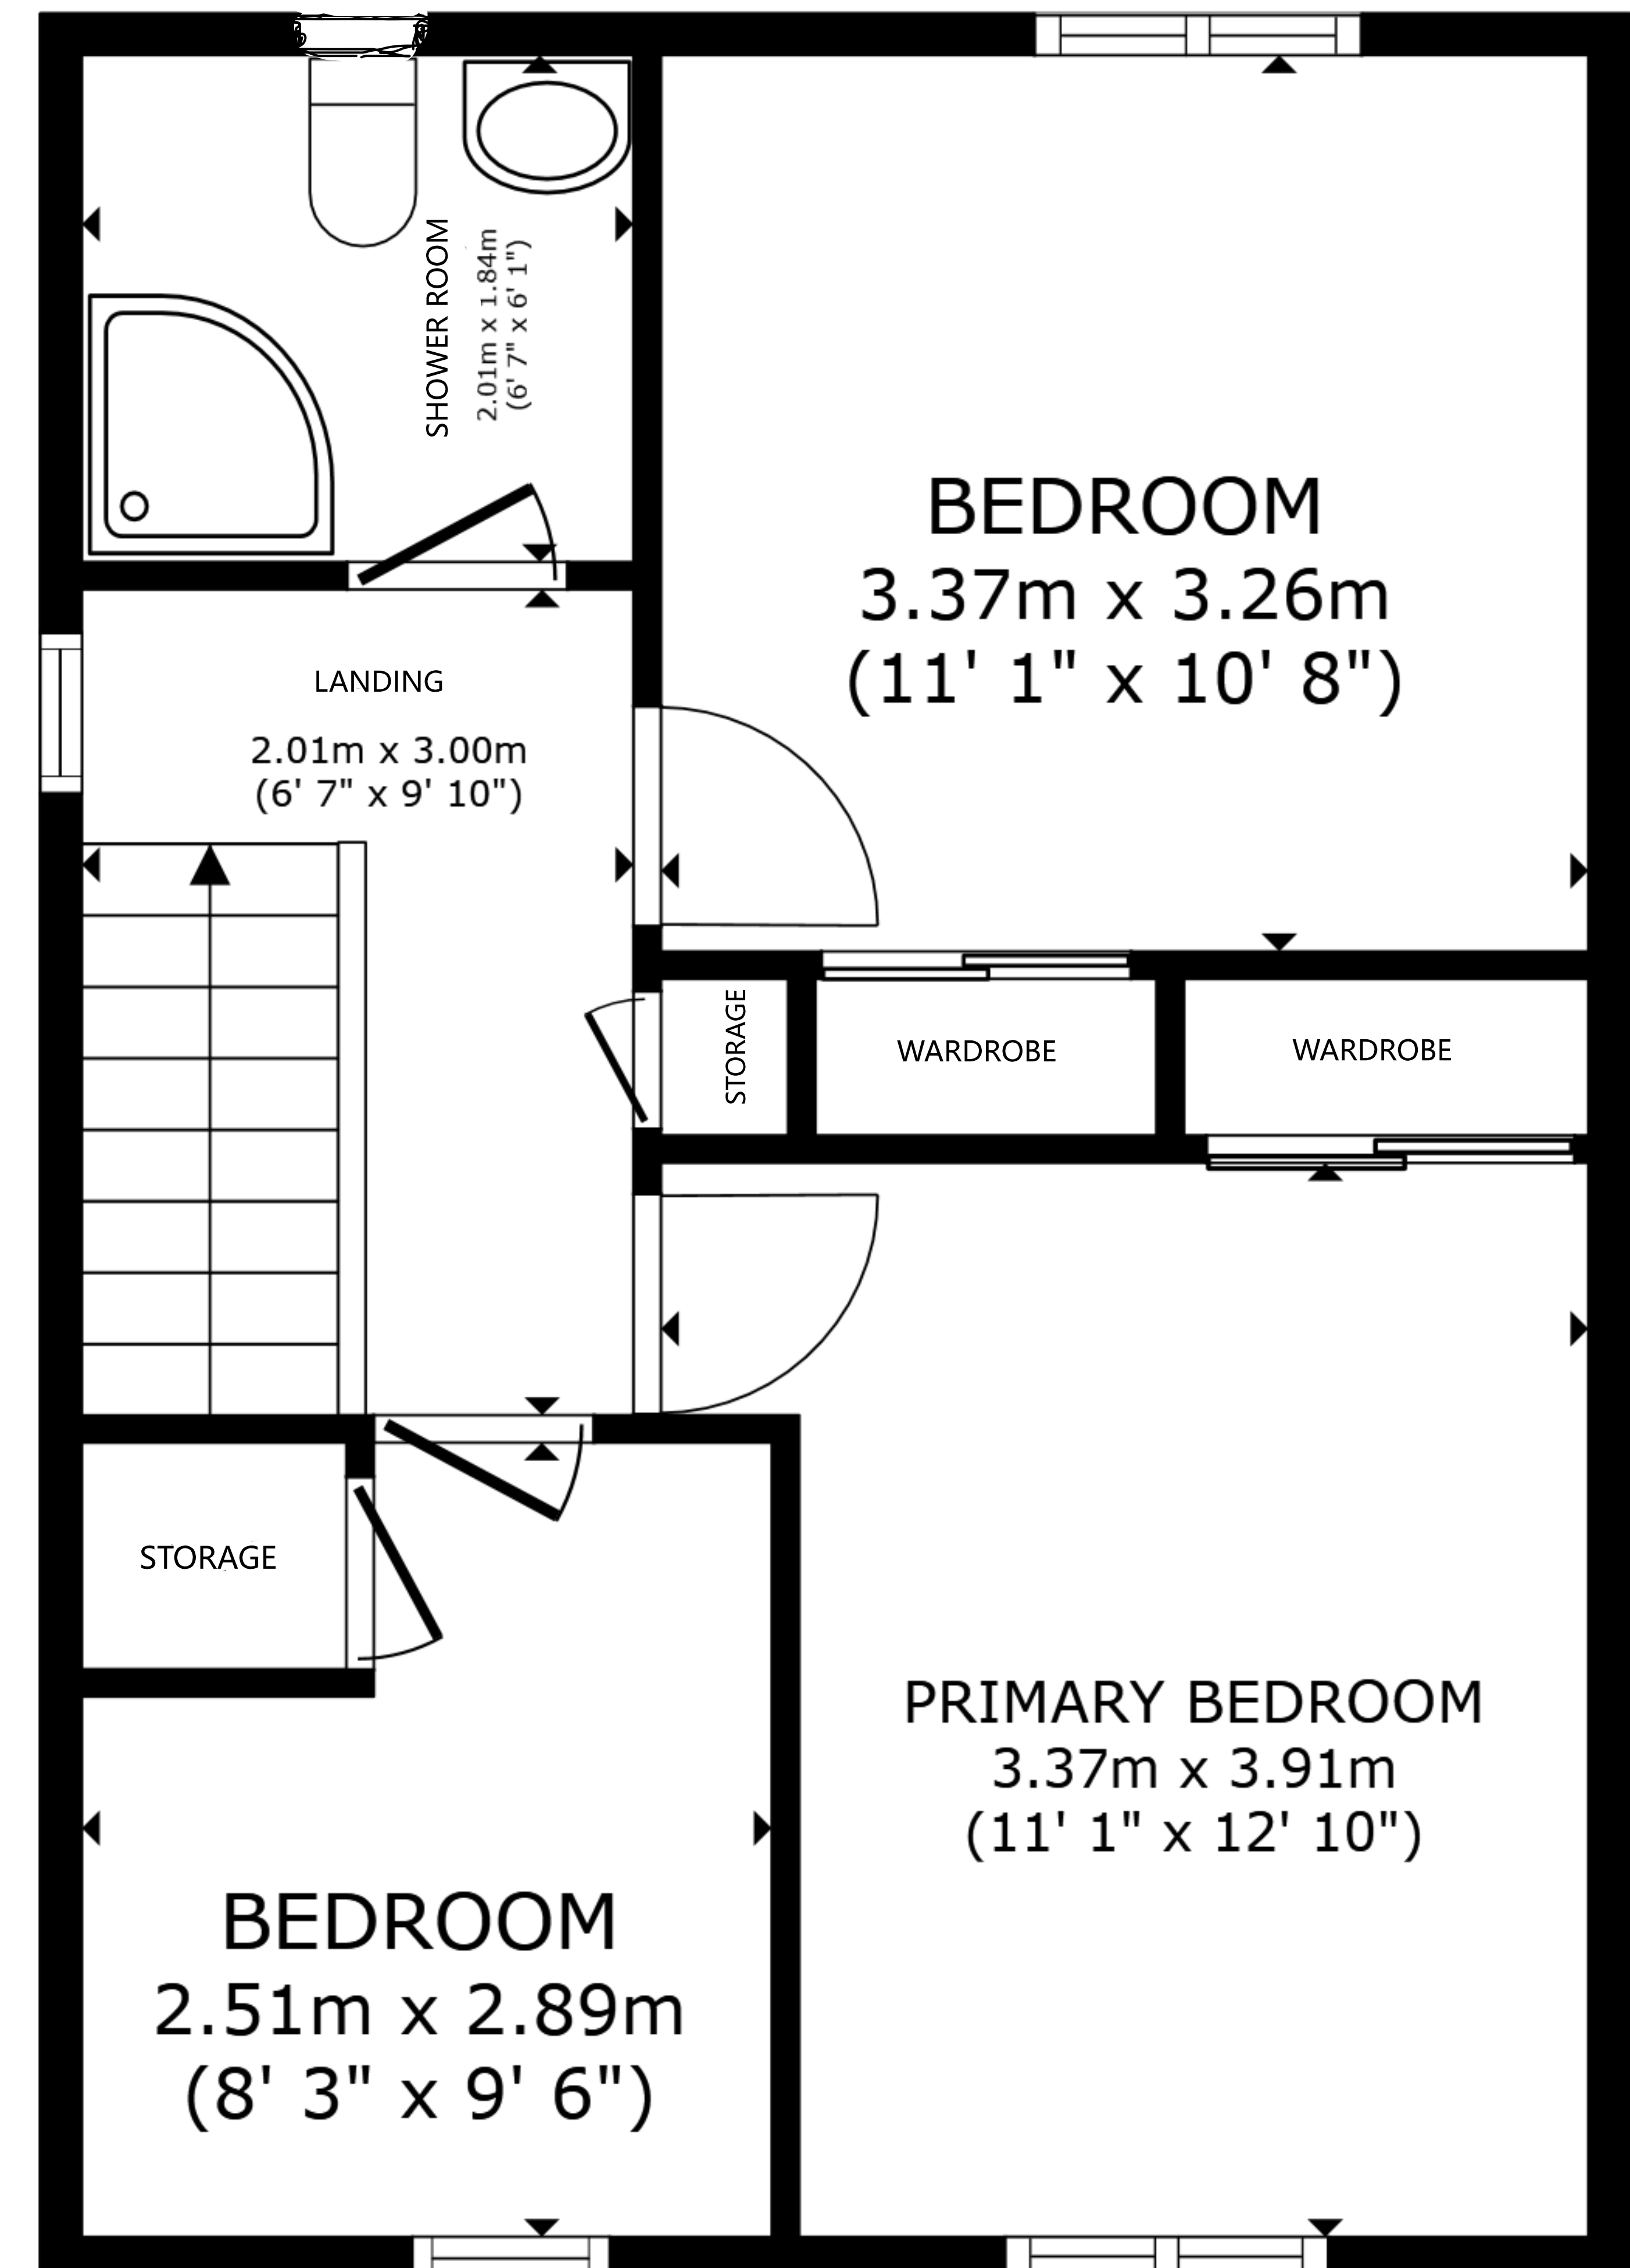 SHOWER ROOM
2.01m x 1.84m
(6' 7" x 6' 1")
BEDROOM
3.37m x 3.26m
(11' 1" x 10' 8")
LANDING
2.01m x 3.00m
(6' 7" x 9' 10")
STORAGE
WARDROBE
WARDROBE
STORAGE
PRIMARY BEDROOM
3.37m x 3.91m
(11' 1" x 12' 10")
BEDROOM
2.51m x 2.89m
(8' 3" x 9' 6")